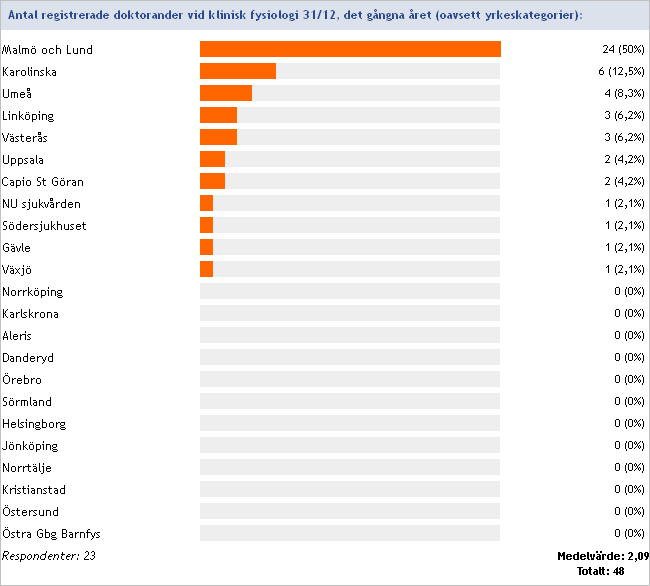 Antal registrerade doktorander vid klinisk fysiologi 31/12, det gångna året (oavsett yrkeskategorier):
Malmö och Lund 24 (50%)
Karolinska 6 (12,5%)
Umeå 4 (8,3%)
Linköping 3 (6,2%)
Västerås 3 (6,2%)
Uppsala 2 (4,2%)
Capio St Göran 2 (4,2%)
NU sjukvården 1 (2,1%)
Södersjukhuset 1 (2,1%)
Gävle 1 (2,1%)
Växjö 1 (2,1%)
Norrköping 0 (0%)
Karlskrona 0 (0%)
Aleris 0 (0%)
Danderyd 0 (0%)
Örebro 0 (0%)
Sörmland 0 (0%)
Helsingborg 0 (0%)
Jönköping 0 (0%)
Norrtälje 0 (0%)
Kristianstad 0 (0%)
Östersund 0 (0%)
Östra Gbg Barnfys 0 (0%)
Respondenter: 23 Medelvärde: 2,09
Totalt: 48